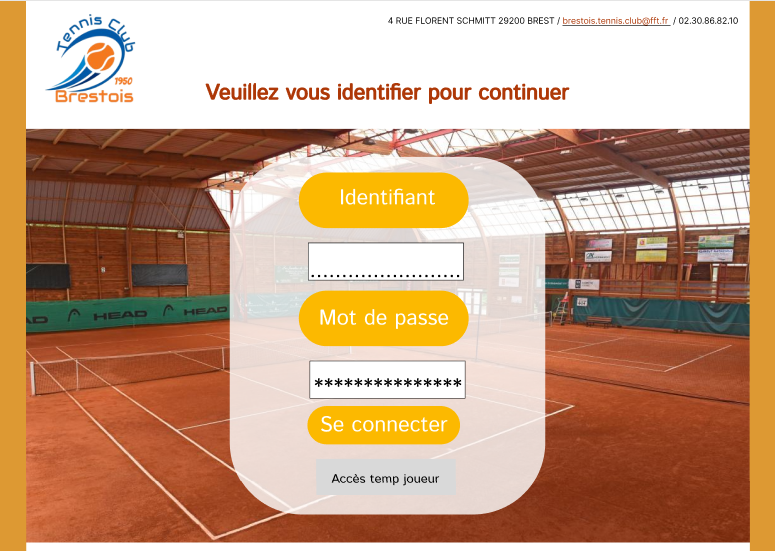 4 RUE FLORENT SCHMITT 29200 BREST / brestois.tennis.club@fft.fr / 02.30.86.82.10
Tennis Club
1950
Brestois
Veuillez vous identifier pour continuer
Identifiant
........................
HEAD HEAD
Mot de passe
***************
Se connecter
Accès temp joueur